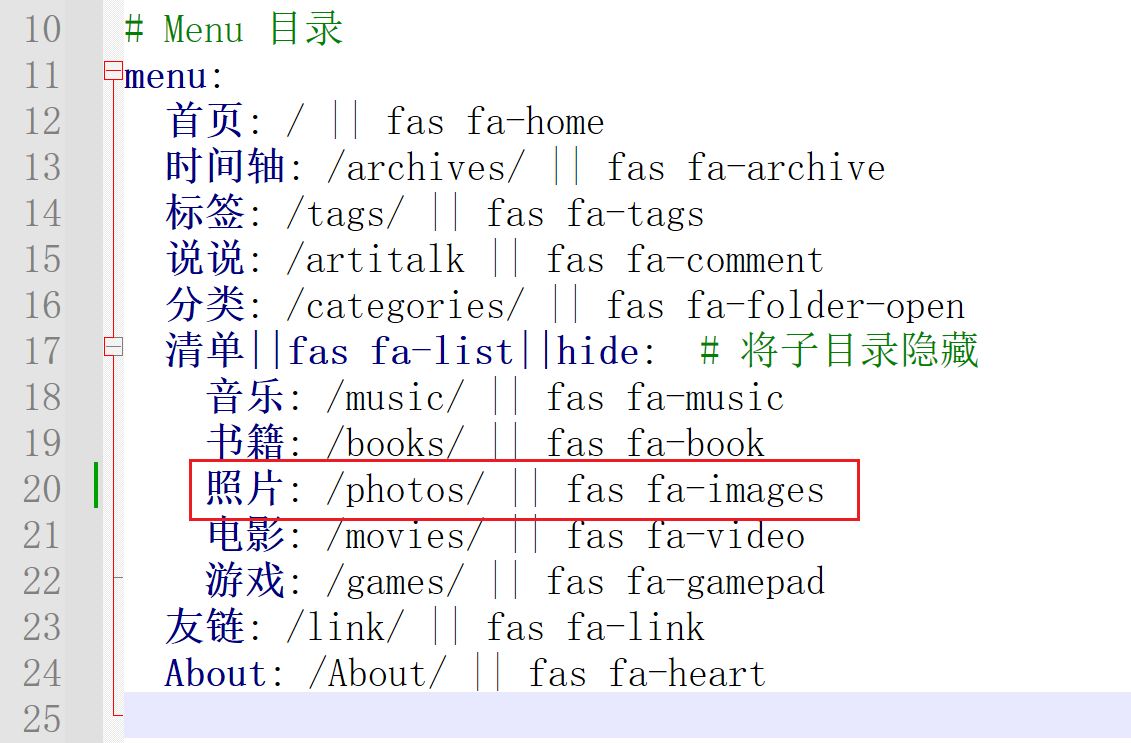 10 # Menu 目录
11 menu:
12 首页: / || fas fa-home
13 时间轴: /archives/ || fas fa-archive
14 标签: /tags/ || fas fa-tags
15 说说: /artitalk || fas fa-comment
16 分类: /categories/ || fas fa-folder-open
17 清单||fas fa-list||hide: # 将子目录隐藏
18 音乐: /music/ || fas fa-music
19 书籍: /books/ || fas fa-book
20 照片: /photos/ || fas fa-images
21 电影: /movies/ || fas fa-video
22 游戏: /games/ || fas fa-gamepad
23 友链: /link/ || fas fa-link
24 About: /About/ || fas fa-heart
25